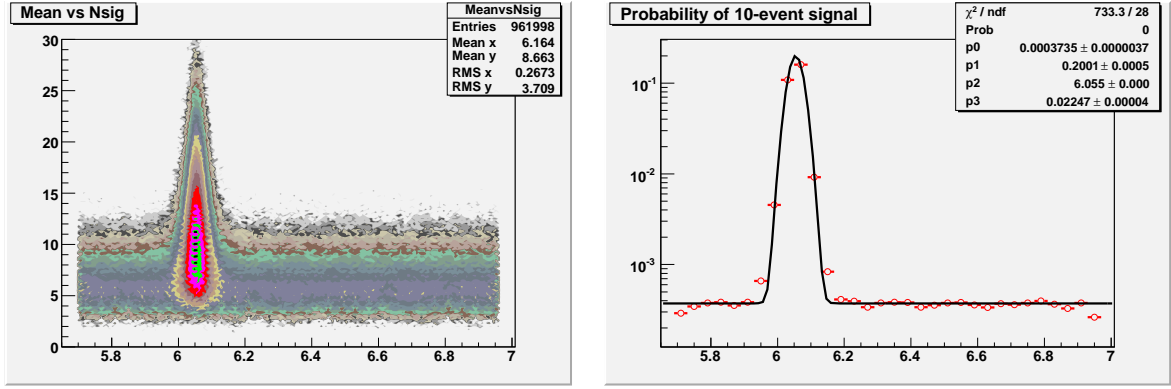 Mean vs Nsig
MeanvsNsig
Entries 961998
Mean x 6.164
Mean y 8.663
RMS x 0.2673
RMS y 3.709
30
25
20
15
10
5
0
5.8 6 6.2 6.4 6.6 6.8 7
Probability of 10-event signal
χ² / ndf 733.3 / 28
Prob 0
p0 0.0003735 ± 0.0000037
p1 0.2001 ± 0.0005
p2 6.055 ± 0.000
p3 0.02247 ± 0.00004
10⁻¹
10⁻²
10⁻³
5.8 6 6.2 6.4 6.6 6.8 7